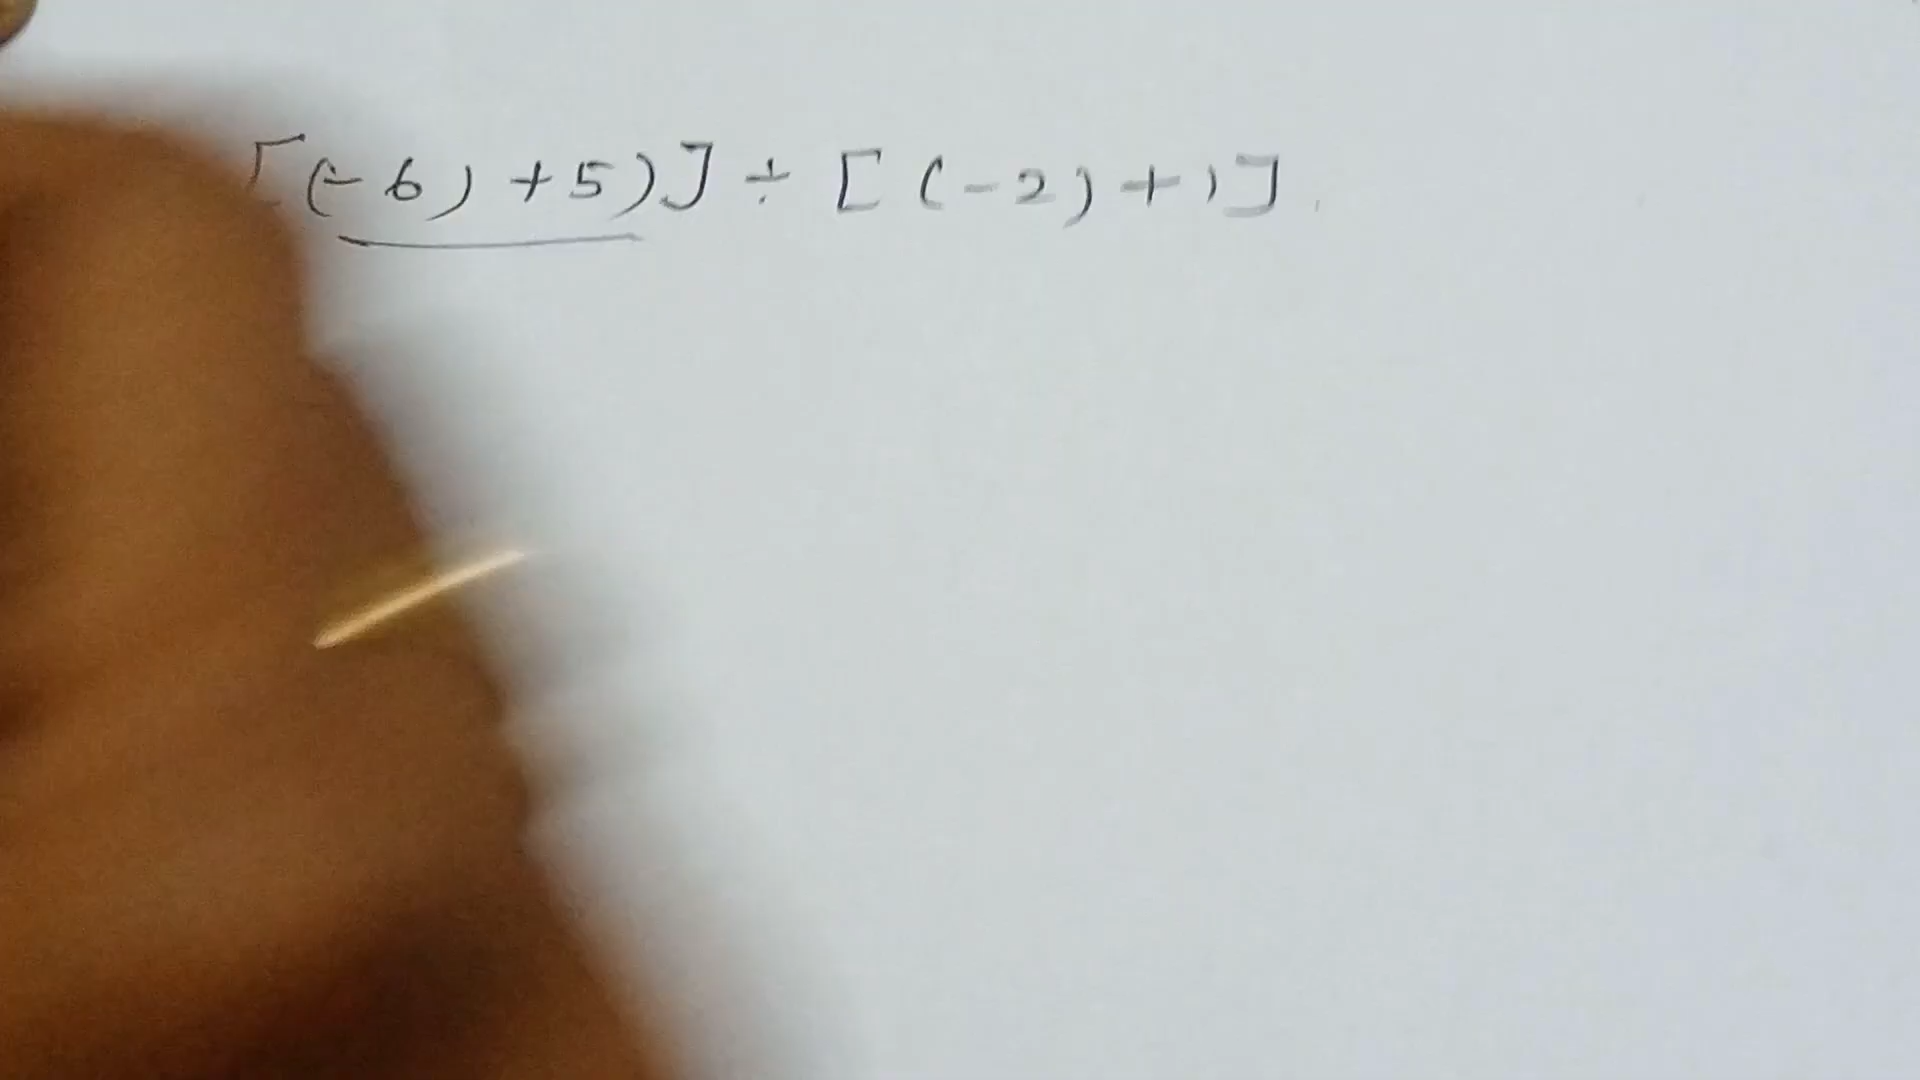 [(-6) +5)] ÷ [(-2) +1]